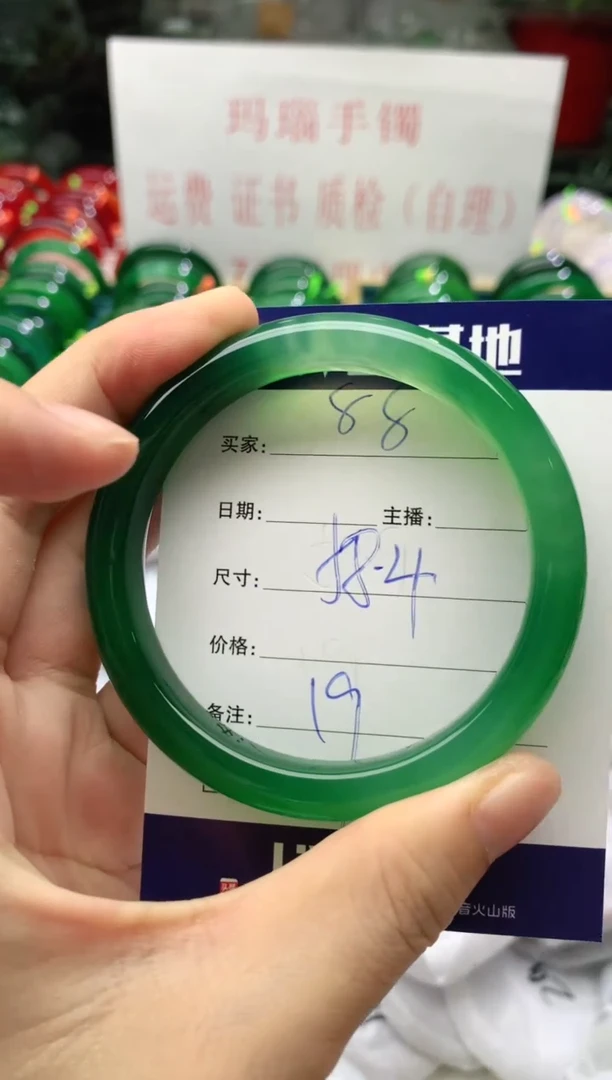 玛瑙手镯
运费 证书 质检（自理）
基地
88
买家：
日期： 主播：
尺寸：58-4
价格：
备注：19
音火山版